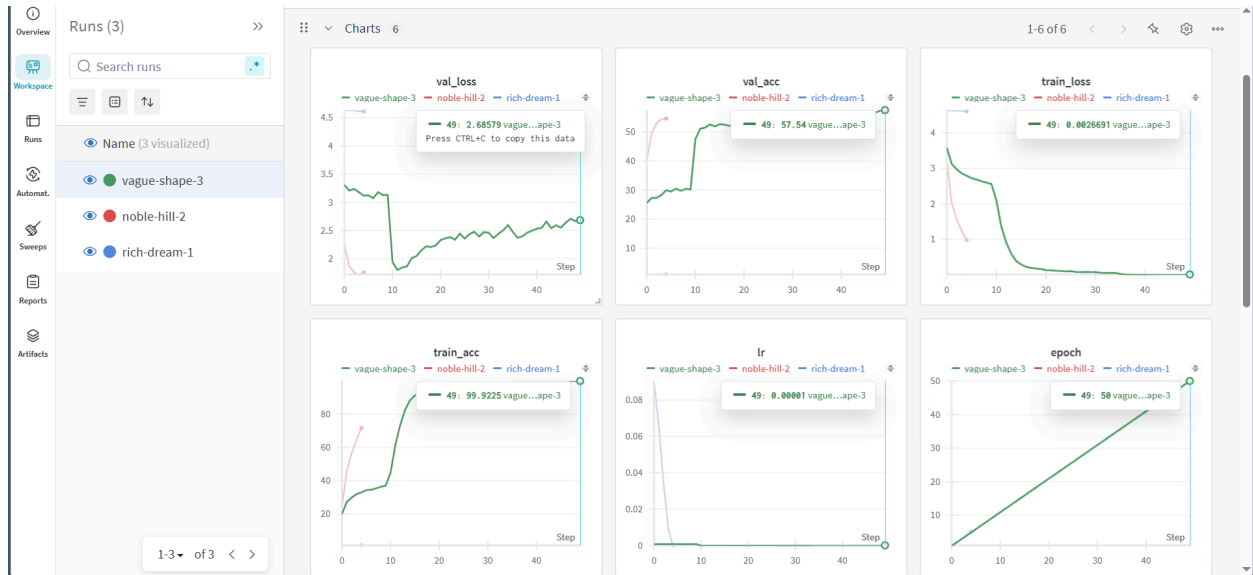 Overview
Workspace
Runs
Automat.
Sweeps
Reports
Artifacts
Runs (3)
Search runs
.*
Name (3 visualized)
vague-shape-3
noble-hill-2
rich-dream-1
1-3 of 3
Charts 6
1-6 of 6
val_loss
vague-shape-3 noble-hill-2 rich-dream-1
49: 2.68579 vague...ape-3
Press CTRL+C to copy this data
4.5
4
3.5
3
2.5
2
Step
0 10 20 30 40
val_acc
vague-shape-3 noble-hill-2 rich-dream-1
49: 57.54 vague...ape-3
50
40
30
20
10
Step
0 10 20 30 40
train_loss
vague-shape-3 noble-hill-2 rich-dream-1
49: 0.0026691 vague...ape-3
4
3
2
1
Step
0 10 20 30 40
train_acc
vague-shape-3 noble-hill-2 rich-dream-1
49: 99.9225 vague...ape-3
80
60
40
20
Step
0 10 20 30 40
lr
vague-shape-3 noble-hill-2 rich-dream-1
49: 0.00001 vague...ape-3
0.08
0.06
0.04
0.02
0
Step
0 10 20 30 40
epoch
vague-shape-3 noble-hill-2 rich-dream-1
49: 50 vague...ape-3
50
40
30
20
10
Step
0 10 20 30 40